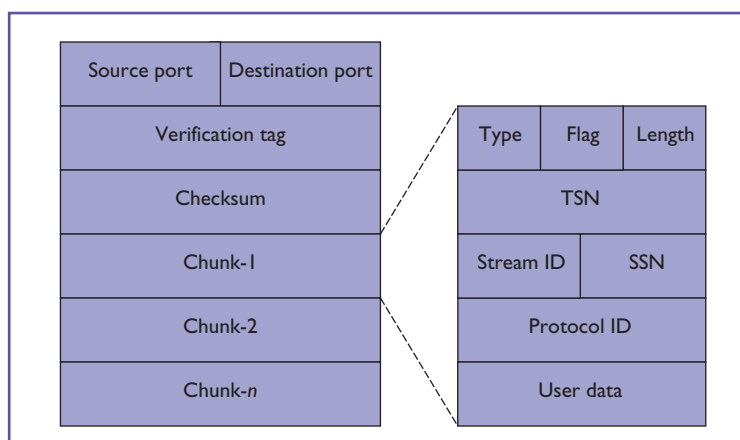 Source port
Destination port
Verification tag
Checksum
Chunk-1
Chunk-2
Chunk-n
Type
Flag
Length
TSN
Stream ID
SSN
Protocol ID
User data